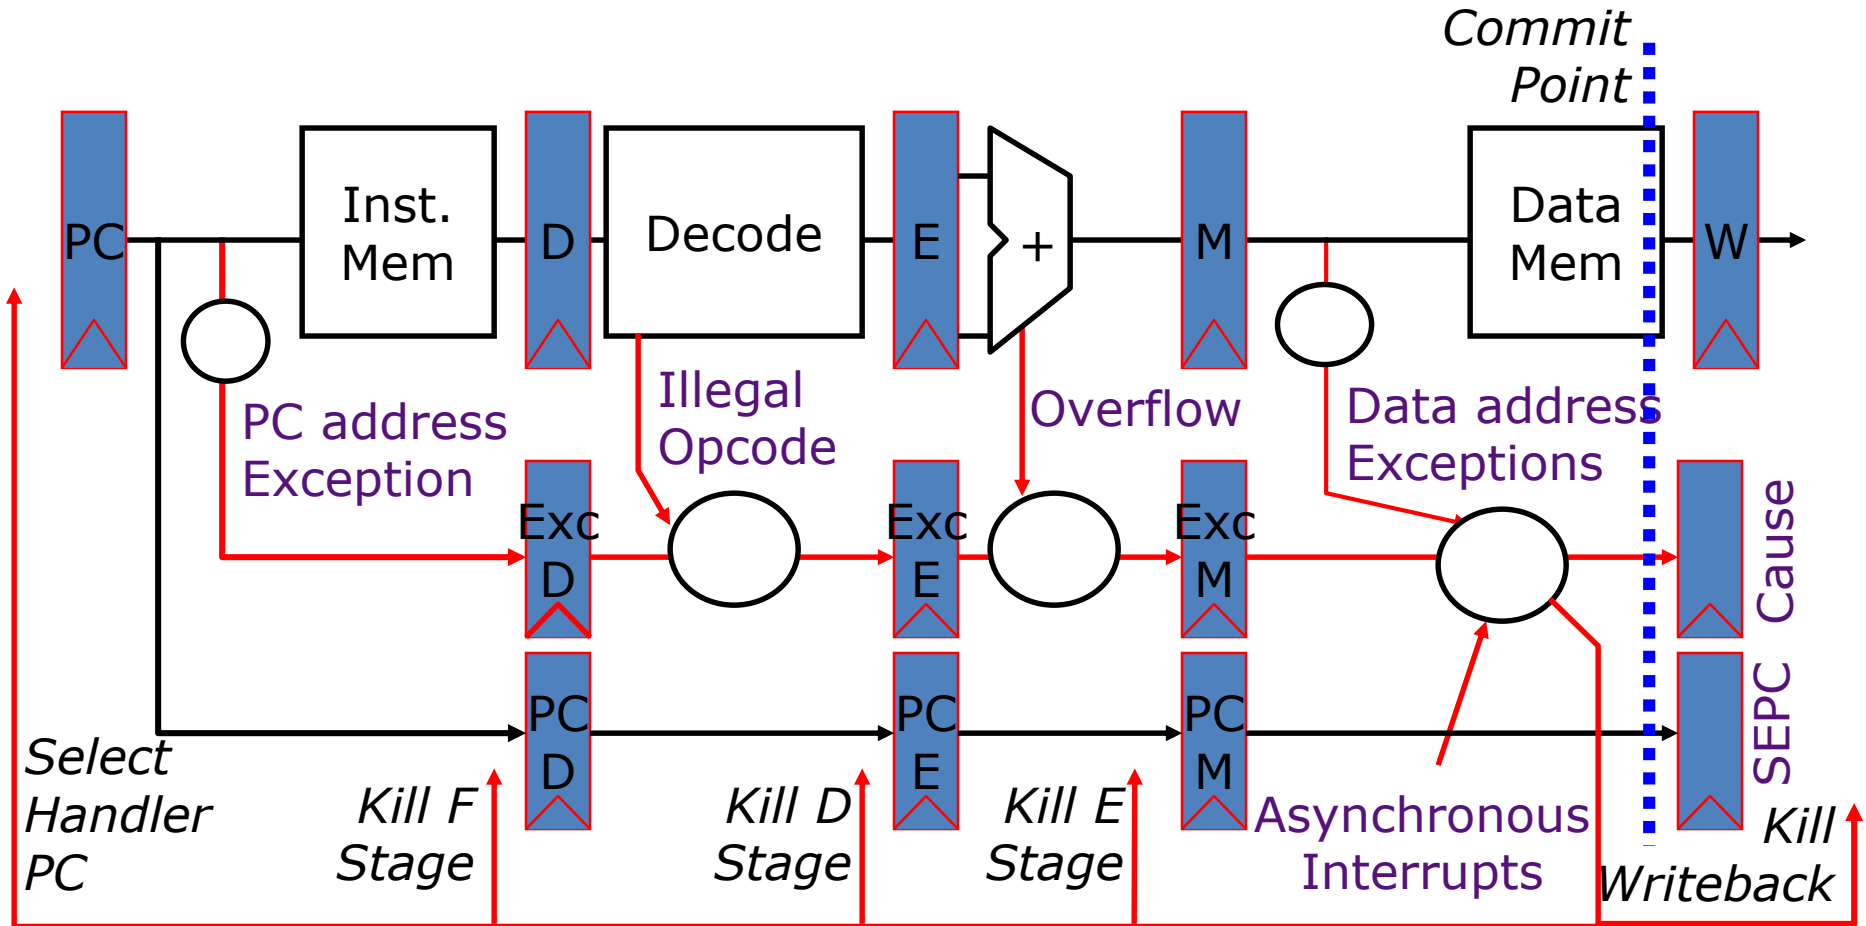 Commit
Point
PC
Inst.
Mem
D
Decode
E
+
M
Data
Mem
W
PC address
Exception
Illegal
Opcode
Overflow
Data address
Exceptions
Exc
D
Exc
E
Exc
M
Cause
PC
D
PC
E
PC
M
SEPC
Select
Handler
PC
Kill F
Stage
Kill D
Stage
Kill E
Stage
Asynchronous
Interrupts
Kill
Writeback